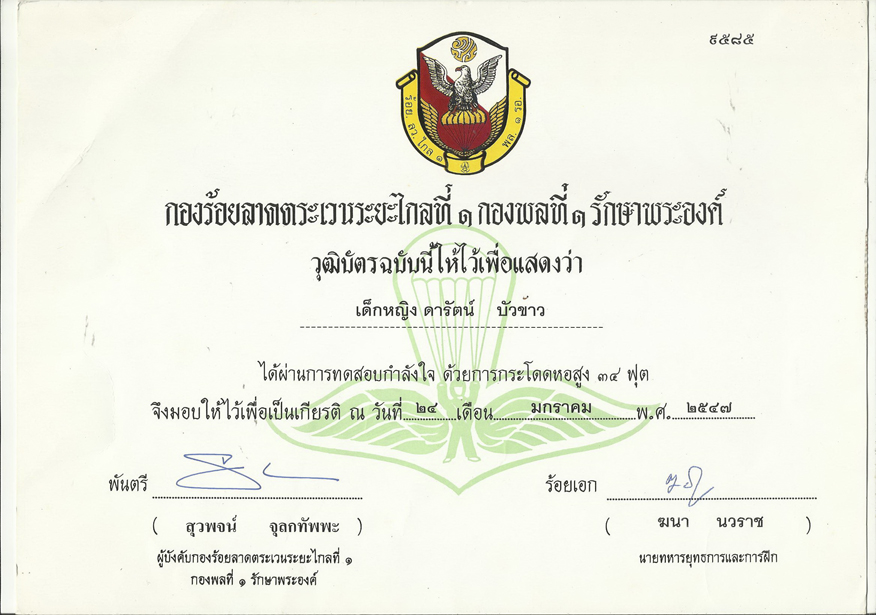 ๕๕๘๕
ร้อย. ลว. ไกล ๑ พล. ๑ รอ.
กองร้อยลาดตระเวนระยะไกลที่ ๑ กองพลที่ ๑ รักษาพระองค์
วุฒิบัตรฉบับนี้ให้ไว้เพื่อแสดงว่า
เด็กหญิง ดารัตน์ บัวขาว
ได้ผ่านการทดสอบกำลังใจ ด้วยการกระโดดหอสูง ๓๔ ฟุต
จึงมอบให้ไว้เพื่อเป็นเกียรติ ณ วันที่ ๒๔ เดือน มกราคม พ.ศ. ๒๕๔๗
พันตรี
ร้อยเอก
( สุวพจน์ จุลกทัพพะ )
( ฆนา นวราช )
ผู้บังคับกองร้อยลาดตระเวนระยะไกลที่ ๑
กองพลที่ ๑ รักษาพระองค์
นายทหารยุทธการและการฝึก